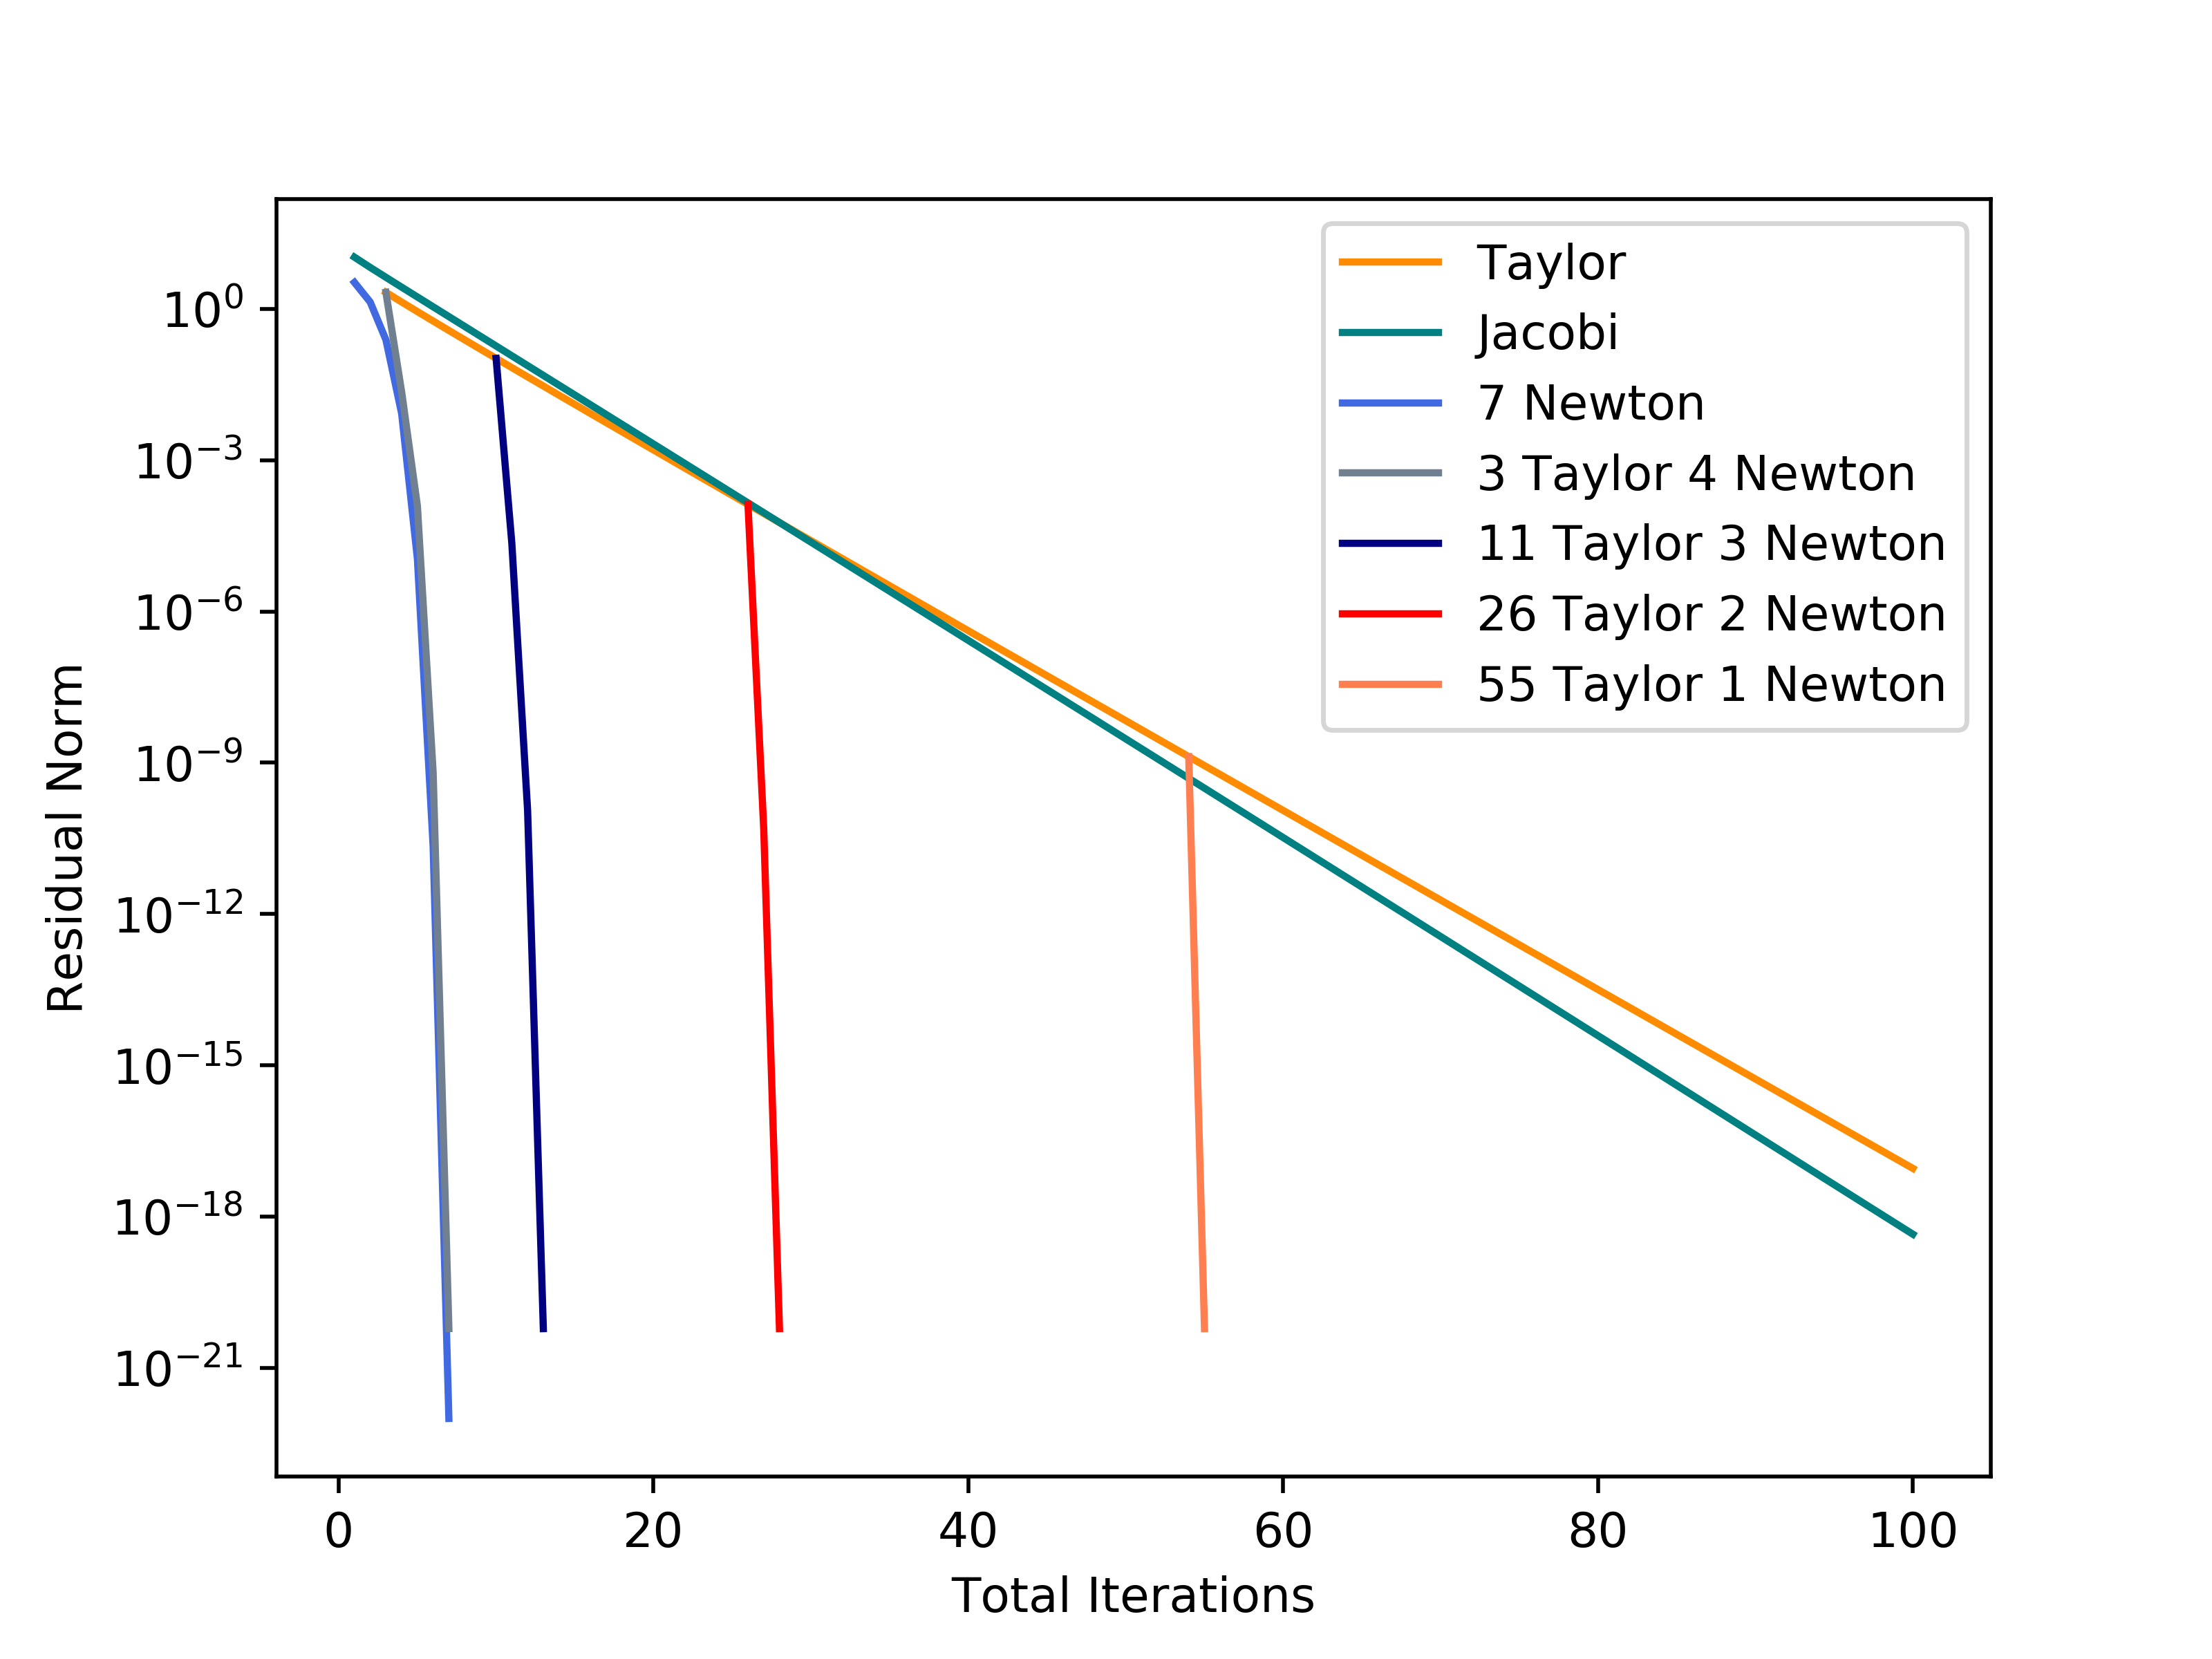 Taylor
Jacobi
7 Newton
3 Taylor 4 Newton
11 Taylor 3 Newton
26 Taylor 2 Newton
55 Taylor 1 Newton
10⁰
10⁻³
10⁻⁶
10⁻⁹
10⁻¹²
10⁻¹⁵
10⁻¹⁸
10⁻²¹
Residual Norm
0 20 40 60 80 100
Total Iterations